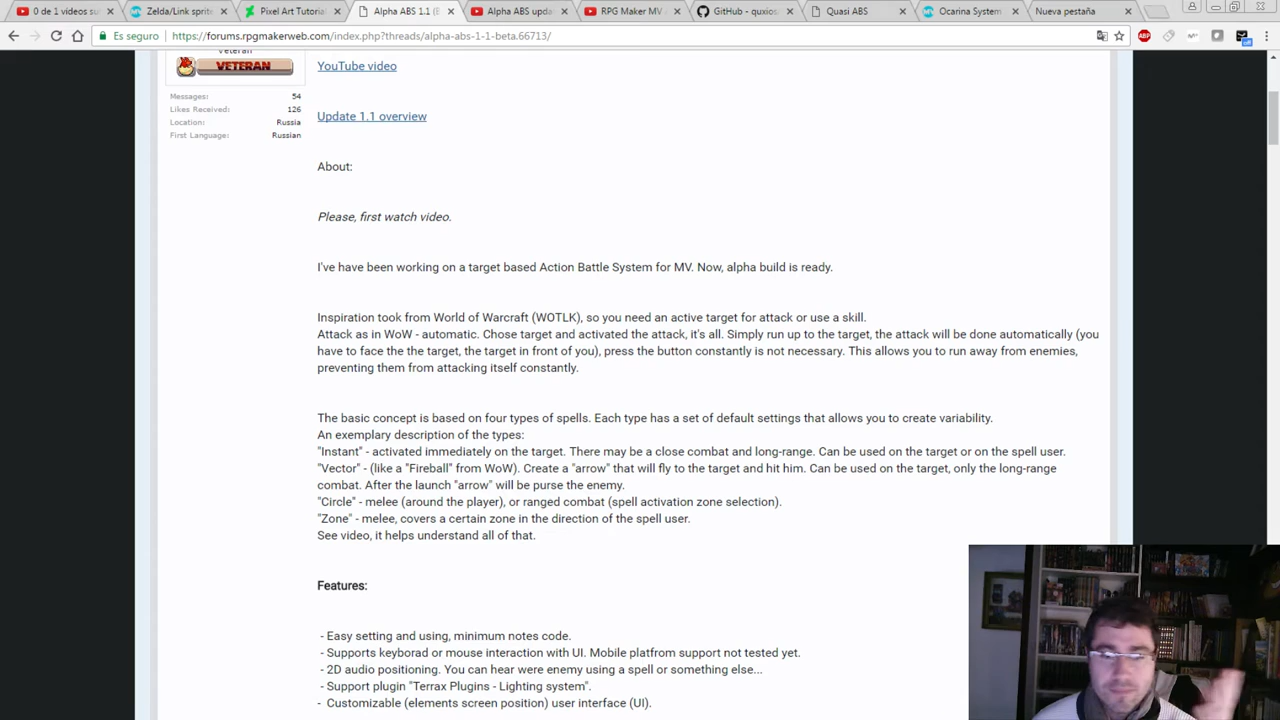 0 de 1 videos su
Zelda/Link sprite
Pixel Art Tutorial
Alpha ABS 1.1 (B
Alpha ABS upda
RPG Maker MV -
GitHub - quxios
Quasi ABS
Ocarina System
Nueva pestaña
Es seguro
https://forums.rpgmakerweb.com/index.php?threads/alpha-abs-1-1-beta.66713/
ABP
Veteran
VETERAN
Messages: 54
Likes Received: 126
Location: Russia
First Language: Russian
YouTube video
Update 1.1 overview
About:
Please, first watch video.
I've have been working on a target based Action Battle System for MV. Now, alpha build is ready.
Inspiration took from World of Warcraft (WOTLK), so you need an active target for attack or use a skill.
Attack as in WoW - automatic. Chose target and activated the attack, it's all. Simply run up to the target, the attack will be done automatically (you
have to face the the target, the target in front of you), press the button constantly is not necessary. This allows you to run away from enemies,
preventing them from attacking itself constantly.
The basic concept is based on four types of spells. Each type has a set of default settings that allows you to create variability.
An exemplary description of the types:
"Instant" - activated immediately on the target. There may be a close combat and long-range. Can be used on the target or on the spell user.
"Vector" - (like a "Fireball" from WoW). Create a "arrow" that will fly to the target and hit him. Can be used on the target, only the long-range
combat. After the launch "arrow" will be purse the enemy.
"Circle" - melee (around the player), or ranged combat (spell activation zone selection).
"Zone" - melee, covers a certain zone in the direction of the spell user.
See video, it helps understand all of that.
Features:
- Easy setting and using, minimum notes code.
- Supports keyborad or mouse interaction with UI. Mobile platfrom support not tested yet.
- 2D audio positioning. You can hear were enemy using a spell or something else...
- Support plugin "Terrax Plugins - Lighting system".
- Customizable (elements screen position) user interface (UI).